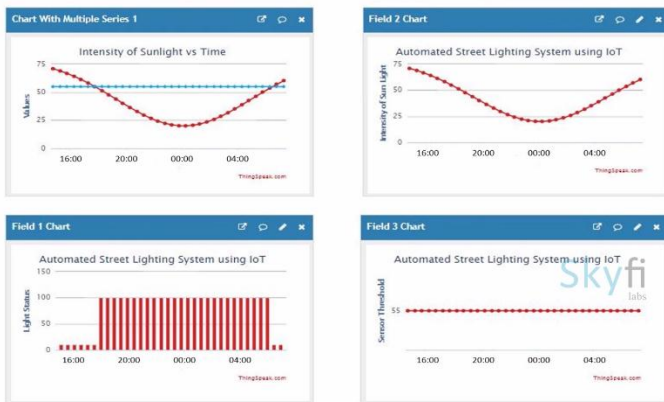 Chart With Multiple Series 1
Intensity of Sunlight vs Time
Values
75
50
25
0
16:00 20:00 00:00 04:00
ThingSpeak.com
Field 2 Chart
Automated Street Lighting System using IoT
Intensity of Sun Light
75
50
25
0
16:00 20:00 00:00 04:00
ThingSpeak.com
Field 1 Chart
Automated Street Lighting System using IoT
Light Status
150
100
50
0
16:00 20:00 00:00 04:00
ThingSpeak.com
Field 3 Chart
Automated Street Lighting System using IoT
Skyfi
labs
Sensor Threshold
55
16:00 20:00 00:00 04:00
ThingSpeak.com